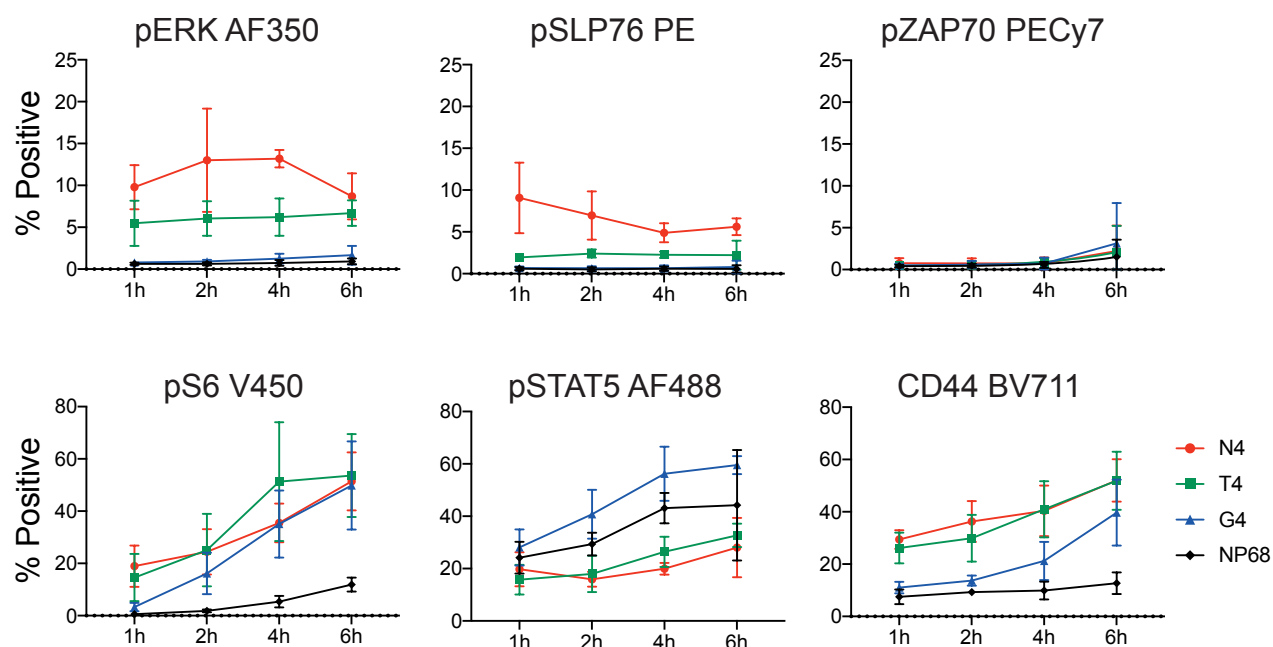 pERK AF350
pSLP76 PE
pZAP70 PECy7
% Positive
25
20
15
10
5
0
1h 2h 4h 6h
25
20
15
10
5
0
1h 2h 4h 6h
25
20
15
10
5
0
1h 2h 4h 6h
pS6 V450
pSTAT5 AF488
CD44 BV711
% Positive
80
60
40
20
0
1h 2h 4h 6h
80
60
40
20
0
1h 2h 4h 6h
80
60
40
20
0
1h 2h 4h 6h
N4
T4
G4
NP68